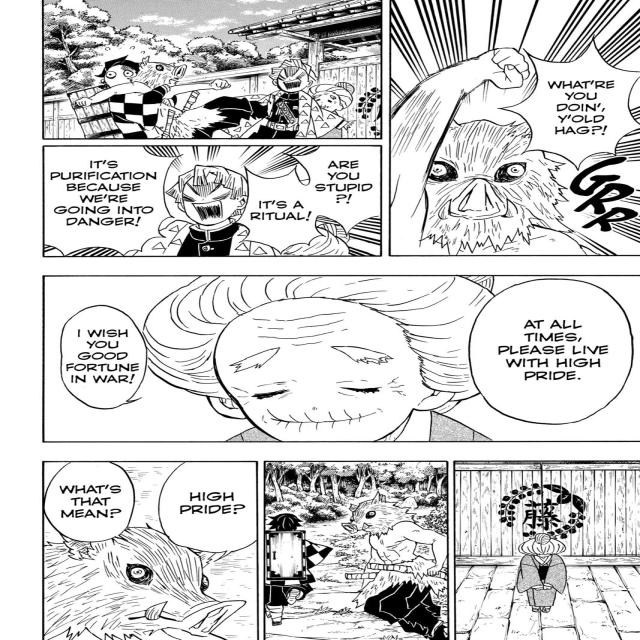 WHAT'RE
YOU
DOIN',
Y'OLD
HAG?!
GRR
ARE
YOU
STUPID
?!
IT'S A
RITUAL!
IT'S
PURIFICATION
BECAUSE
WE'RE
GOING INTO
DANGER!
AT ALL
TIMES,
PLEASE LIVE
WITH HIGH
PRIDE.
I WISH
YOU
GOOD
FORTUNE
IN WAR!
藤
HIGH
PRIDE?
WHAT'S
THAT
MEAN?